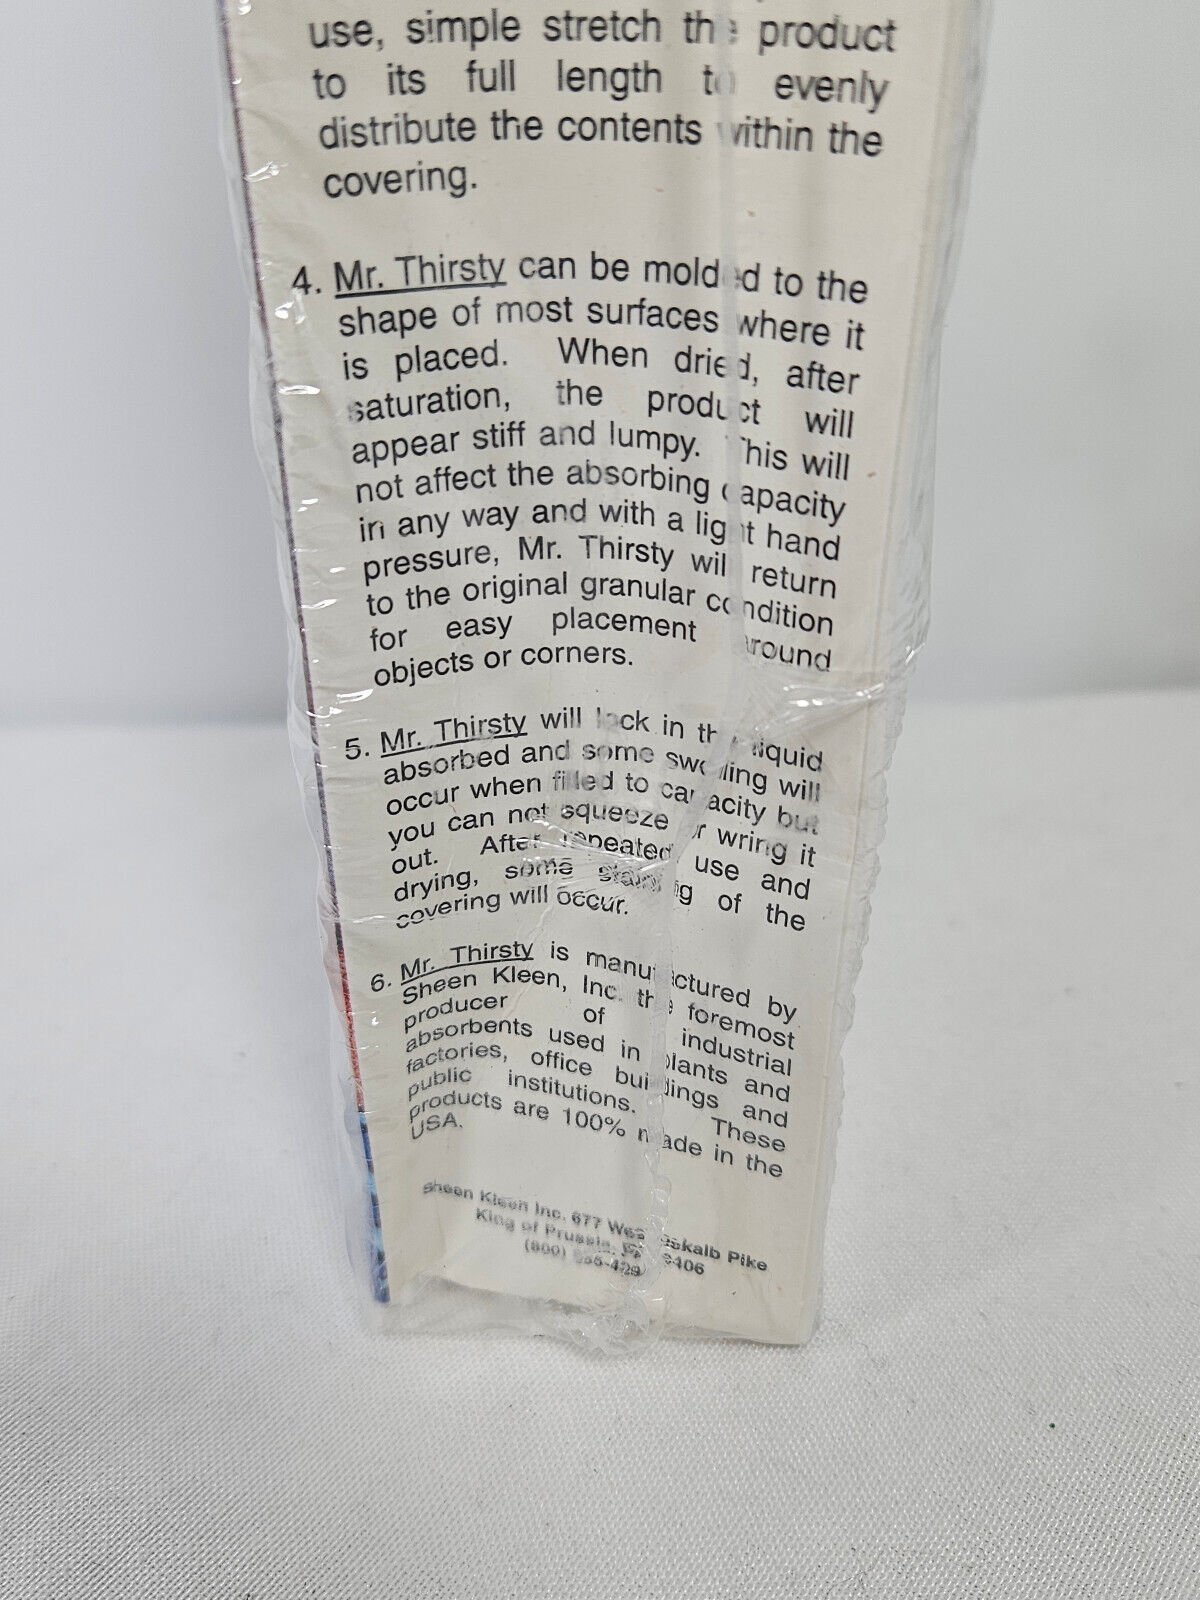 use, simple stretch the product
to its full length to evenly
distribute the contents within the
covering.
4. Mr. Thirsty can be molded to the
shape of most surfaces where it
is placed. When dried, after
saturation, the product will
appear stiff and lumpy. This will
not affect the absorbing capacity
in any way and with a light hand
pressure, Mr. Thirsty will return
to the original granular condition
for easy placement around
objects or corners.
5. Mr. Thirsty will lock in the liquid
absorbed and some swelling will
occur when filled to capacity but
you can not squeeze or wring it
out. After repeated use and
drying, some staining of the
covering will occur.
6. Mr. Thirsty is manufactured by
Sheen Kleen, Inc. the foremost
producer of industrial
absorbents used in plants and
factories, office buildings and
public institutions. These
products are 100% made in the
USA.
Sheen Kleen Inc. 677 Pike
King of Prussia,
(800)